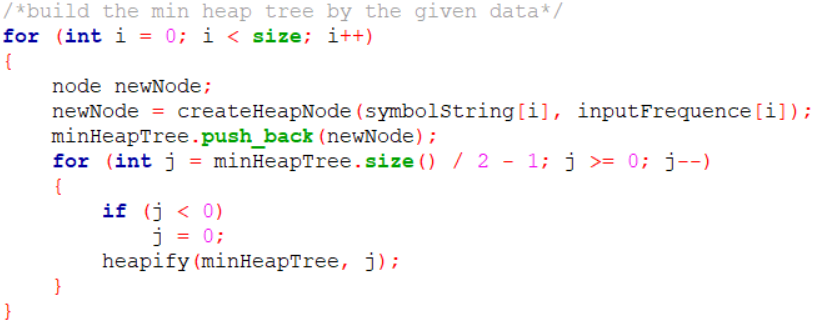 /*build the min heap tree by the given data*/
for (int i = 0; i < size; i++)
{
    node newNode;
    newNode = createHeapNode(symbolString[i], inputFrequence[i]);
    minHeapTree.push_back(newNode);
    for (int j = minHeapTree.size() / 2 - 1; j >= 0; j--)
    {
        if (j < 0)
            j = 0;
        heapify(minHeapTree, j);
    }
}